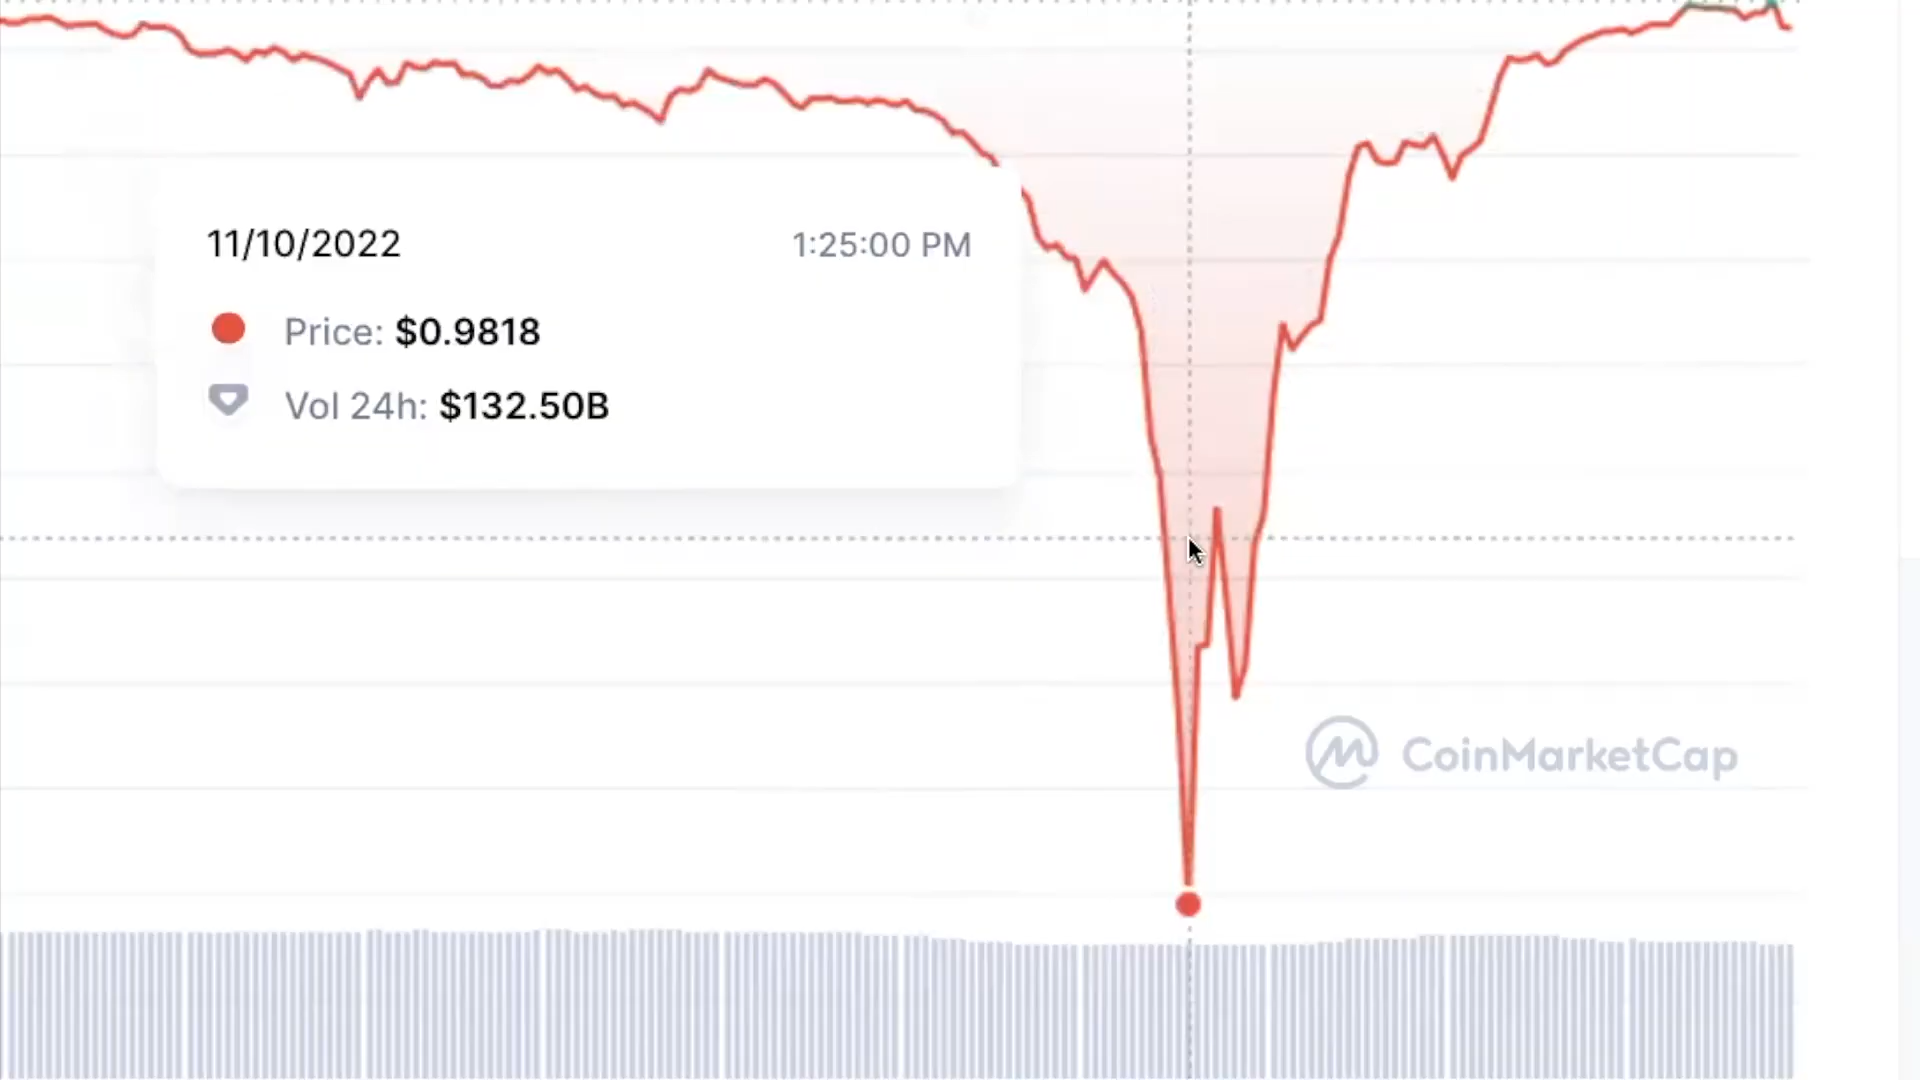 11/10/2022 1:25:00 PM
Price: $0.9818
Vol 24h: $132.50B
CoinMarketCap